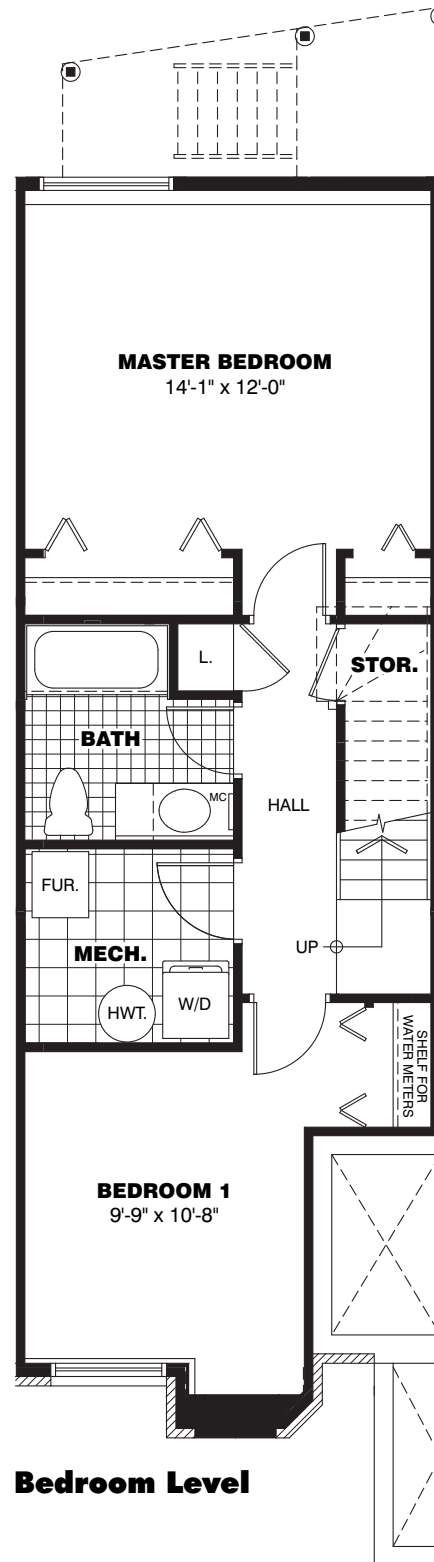 MASTER BEDROOM
14'-1" x 12'-0"
L.
STOR.
BATH
MC
HALL
FUR.
MECH.
UP
HWT.
W/D
SHELF FOR
WATER METERS
BEDROOM 1
9'-9" x 10'-8"
Bedroom Level